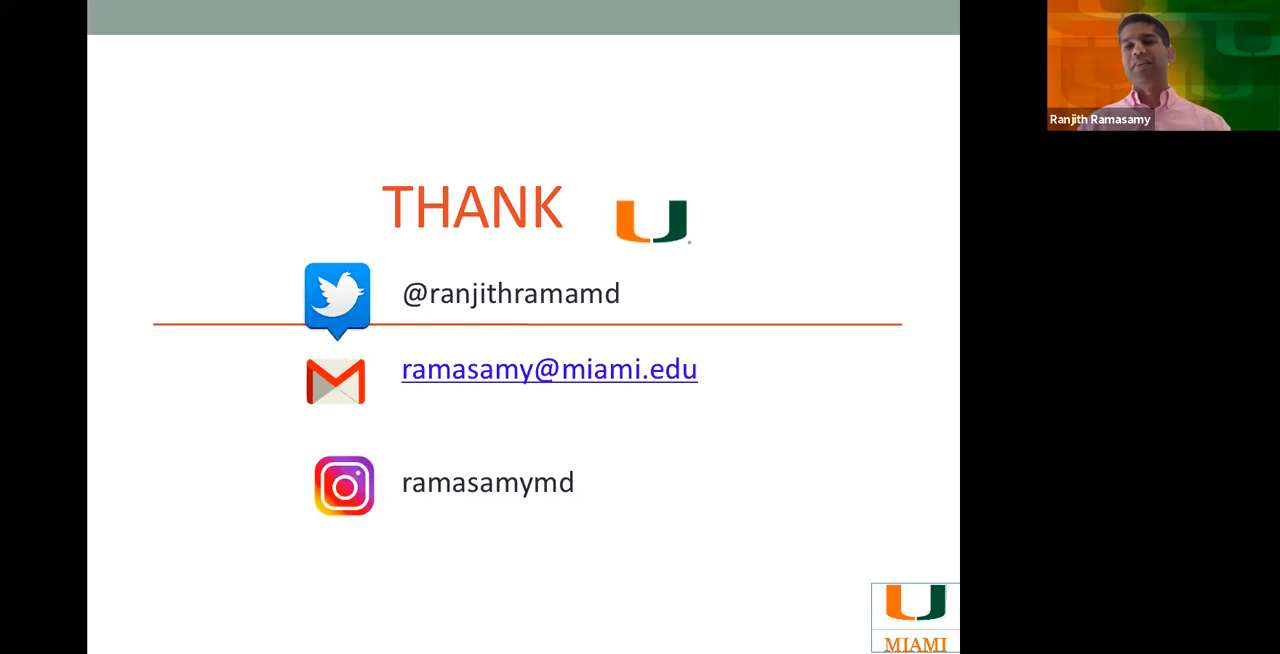 THANK U
@ranjithramamd
ramasamy@miami.edu
ramasamymd
U
MIAMI
Ranjith Ramasamy